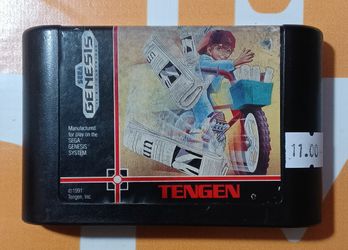 SEGA
GENESIS
Manufactured
for play on the
SEGA
GENESIS
SYSTEM
©1991
Tengen, Inc
TENGEN
11.00